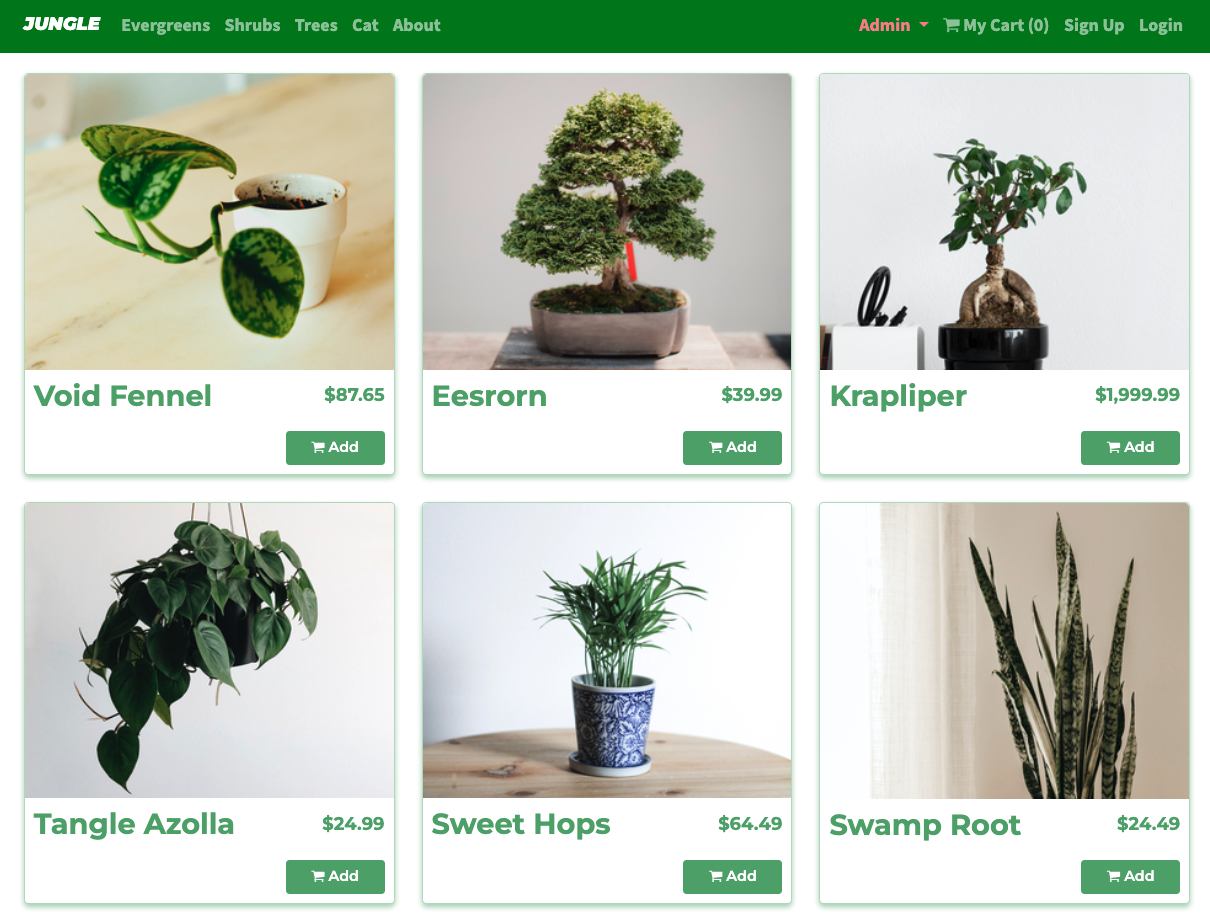 JUNGLE Evergreens Shrubs Trees Cat About Admin My Cart (0) Sign Up Login
Void Fennel $87.65
Add
Eesrorn $39.99
Add
Krapliper $1,999.99
Add
Tangle Azolla $24.99
Add
Sweet Hops $64.49
Add
Swamp Root $24.49
Add